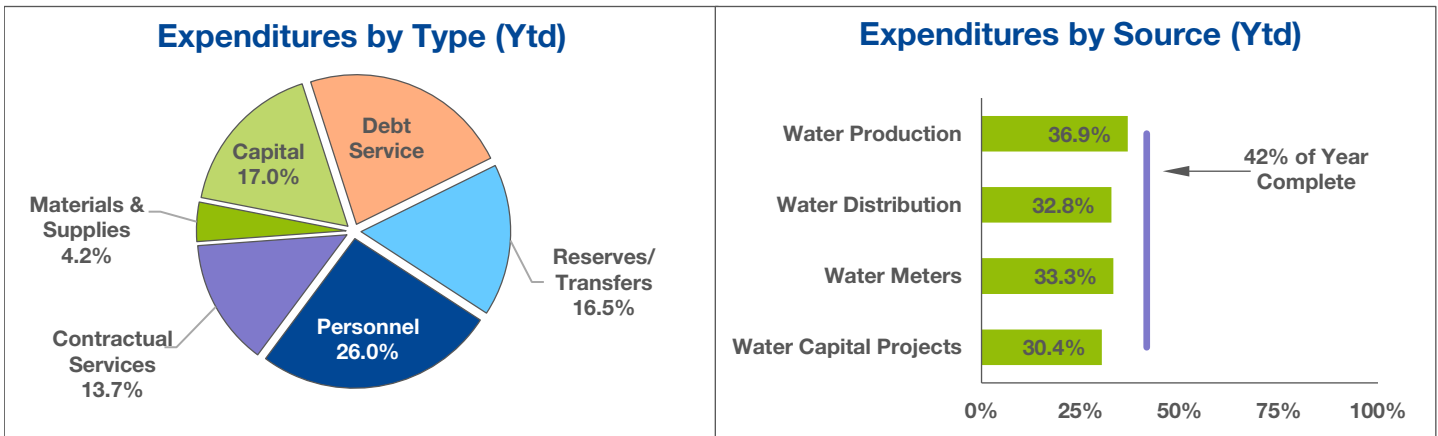 Expenditures by Type (Ytd)
Debt
Service
Capital
17.0%
Materials &
Supplies
4.2%
Reserves/
Transfers
16.5%
Personnel
26.0%
Contractual
Services
13.7%
Expenditures by Source (Ytd)
Water Production
36.9%
42% of Year
Complete
Water Distribution
32.8%
Water Meters
33.3%
Water Capital Projects
30.4%
0% 25% 50% 75% 100%